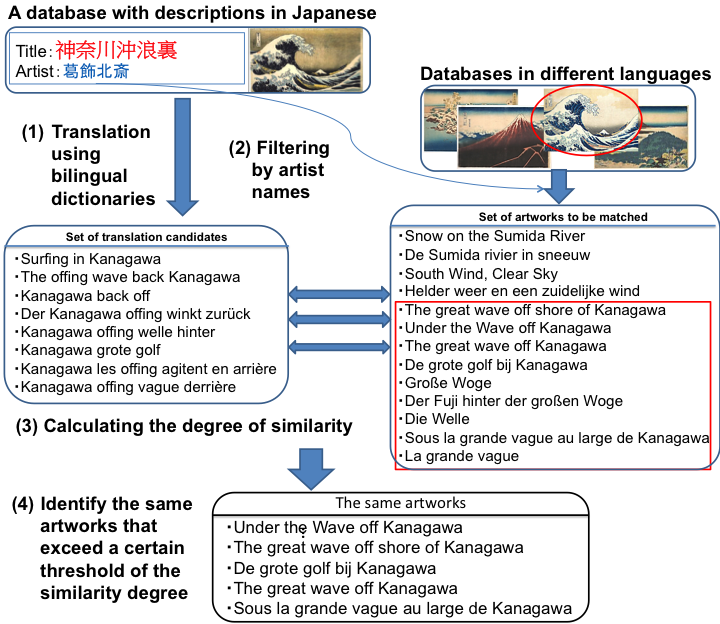 A database with descriptions in Japanese
Title：神奈川沖浪裏
Artist：葛飾北斎
Databases in different languages
(1) Translation
using
bilingual
dictionaries
(2) Filtering
by artist
names
Set of translation candidates
・Surfing in Kanagawa
・The offing wave back Kanagawa
・Kanagawa back off
・Der Kanagawa offing winkt zurück
・Kanagawa offing welle hinter
・Kanagawa grote golf
・Kanagawa les offing agitent en arrière
・Kanagawa offing vague derrière
Set of artworks to be matched
・Snow on the Sumida River
・De Sumida rivier in sneeuw
・South Wind, Clear Sky
・Helder weer en een zuidelijke wind
・The great wave off shore of Kanagawa
・Under the Wave off Kanagawa
・The great wave off Kanagawa
・De grote golf bij Kanagawa
・Große Woge
・Der Fuji hinter der großen Woge
・Die Welle
・Sous la grande vague au large de Kanagawa
・La grande vague
(3) Calculating the degree of similarity
(4) Identify the same
artworks that
exceed a certain
threshold of the
similarity degree
The same artworks
・Under the Wave off Kanagawa
・The great wave off shore of Kanagawa
・De grote golf bij Kanagawa
・The great wave off Kanagawa
・Sous la grande vague au large de Kanagawa